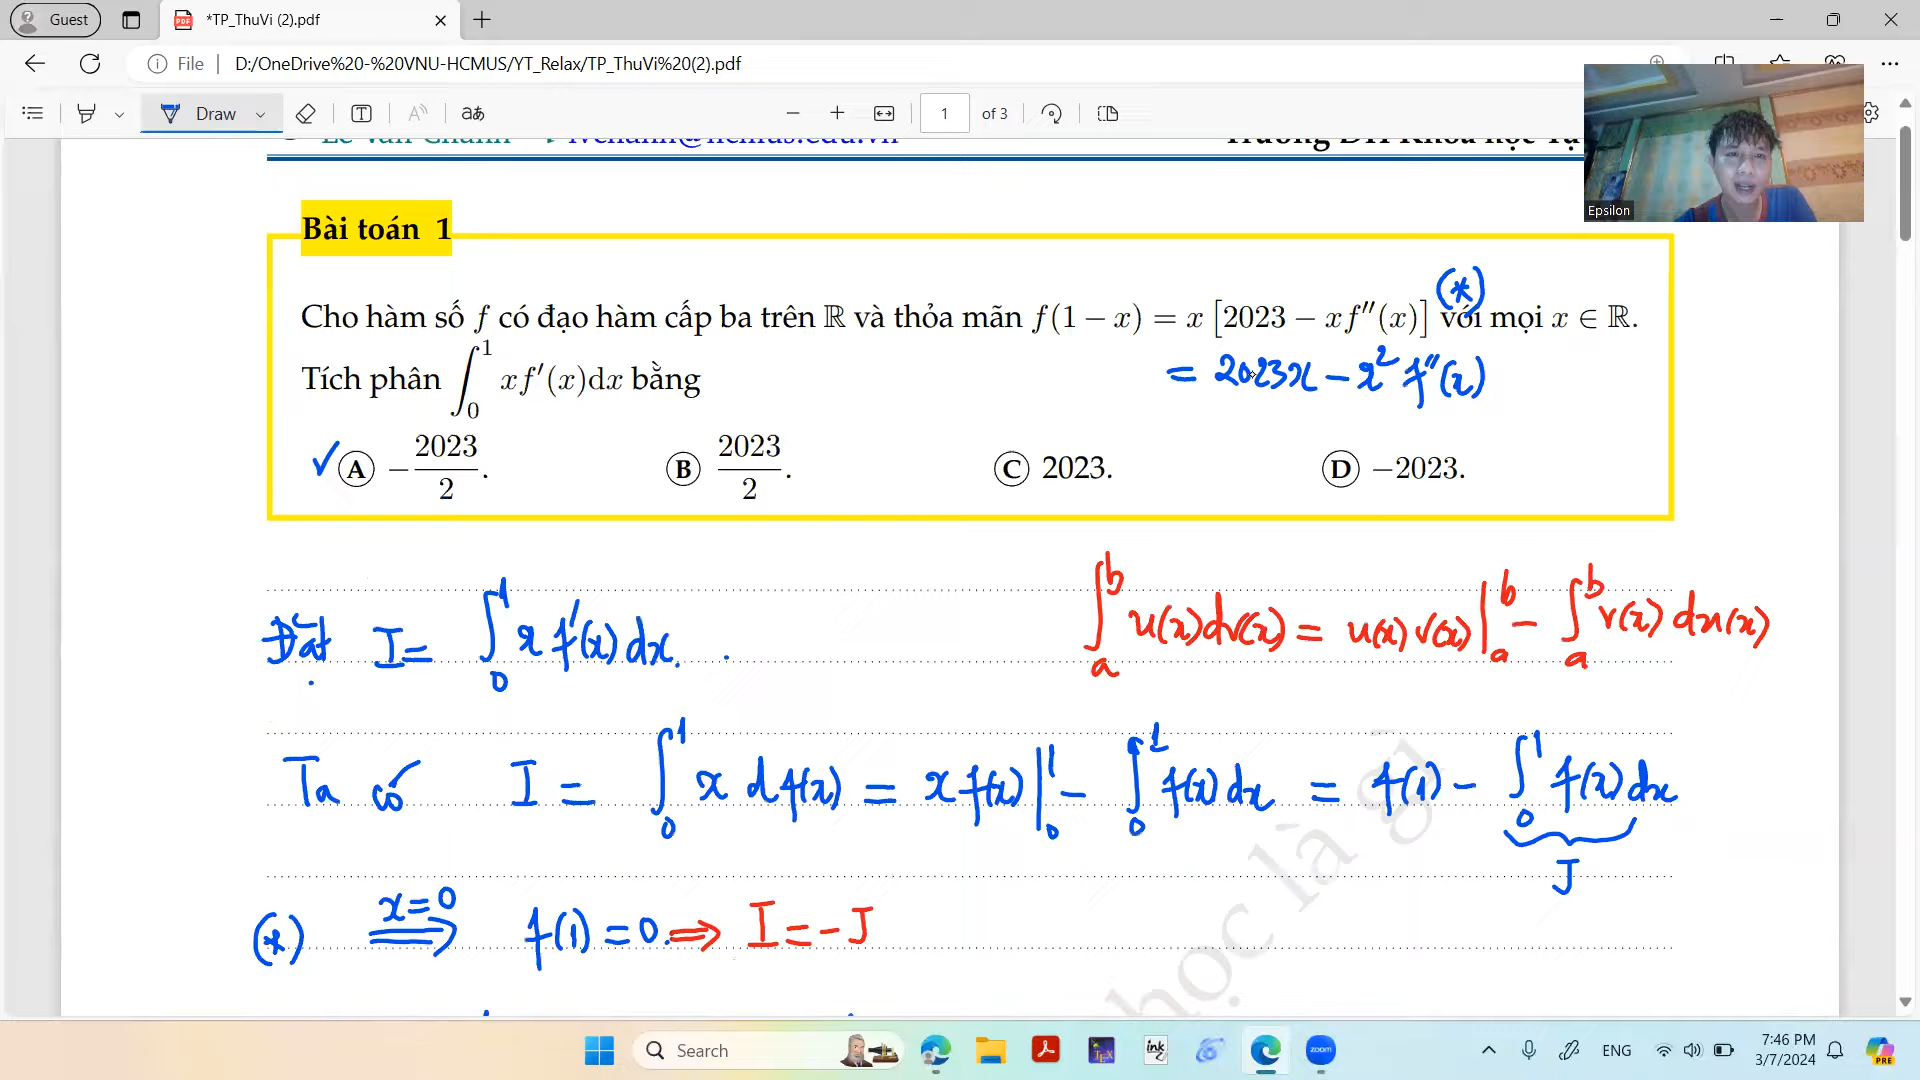 Guest
*TP_ThuVi (2).pdf
File
D:/OneDrive%20-%20VNU-HCMUS/YT_Relax/TP_ThuVi%20(2).pdf
Draw
1 of 3
Epsilon
Bài toán 1
Cho hàm số f có đạo hàm cấp ba trên ℝ và thỏa mãn f(1 − x) = x [2023 − xf″(x)] với mọi x ∈ ℝ.
(*)
= 2023x − x² f″(x)
Tích phân ∫₀¹ xf′(x)dx bằng
✓ A −2023/2.
B 2023/2.
C 2023.
D −2023.
Đặt I = ∫₀¹ x f′(x) dx.
∫ₐᵇ u(x)dv(x) = u(x) v(x)|ₐᵇ − ∫ₐᵇ v(x) du(x)
Ta có I = ∫₀¹ x d f(x) = x f(x)|₀¹ − ∫₀¹ f(x) dx = f(1) − ∫₀¹ f(x) dx
J
(*) x=0 ⟹ f(1) = 0. ⟹ I = −J
học là gì
Search
ENG
7:46 PM
3/7/2024